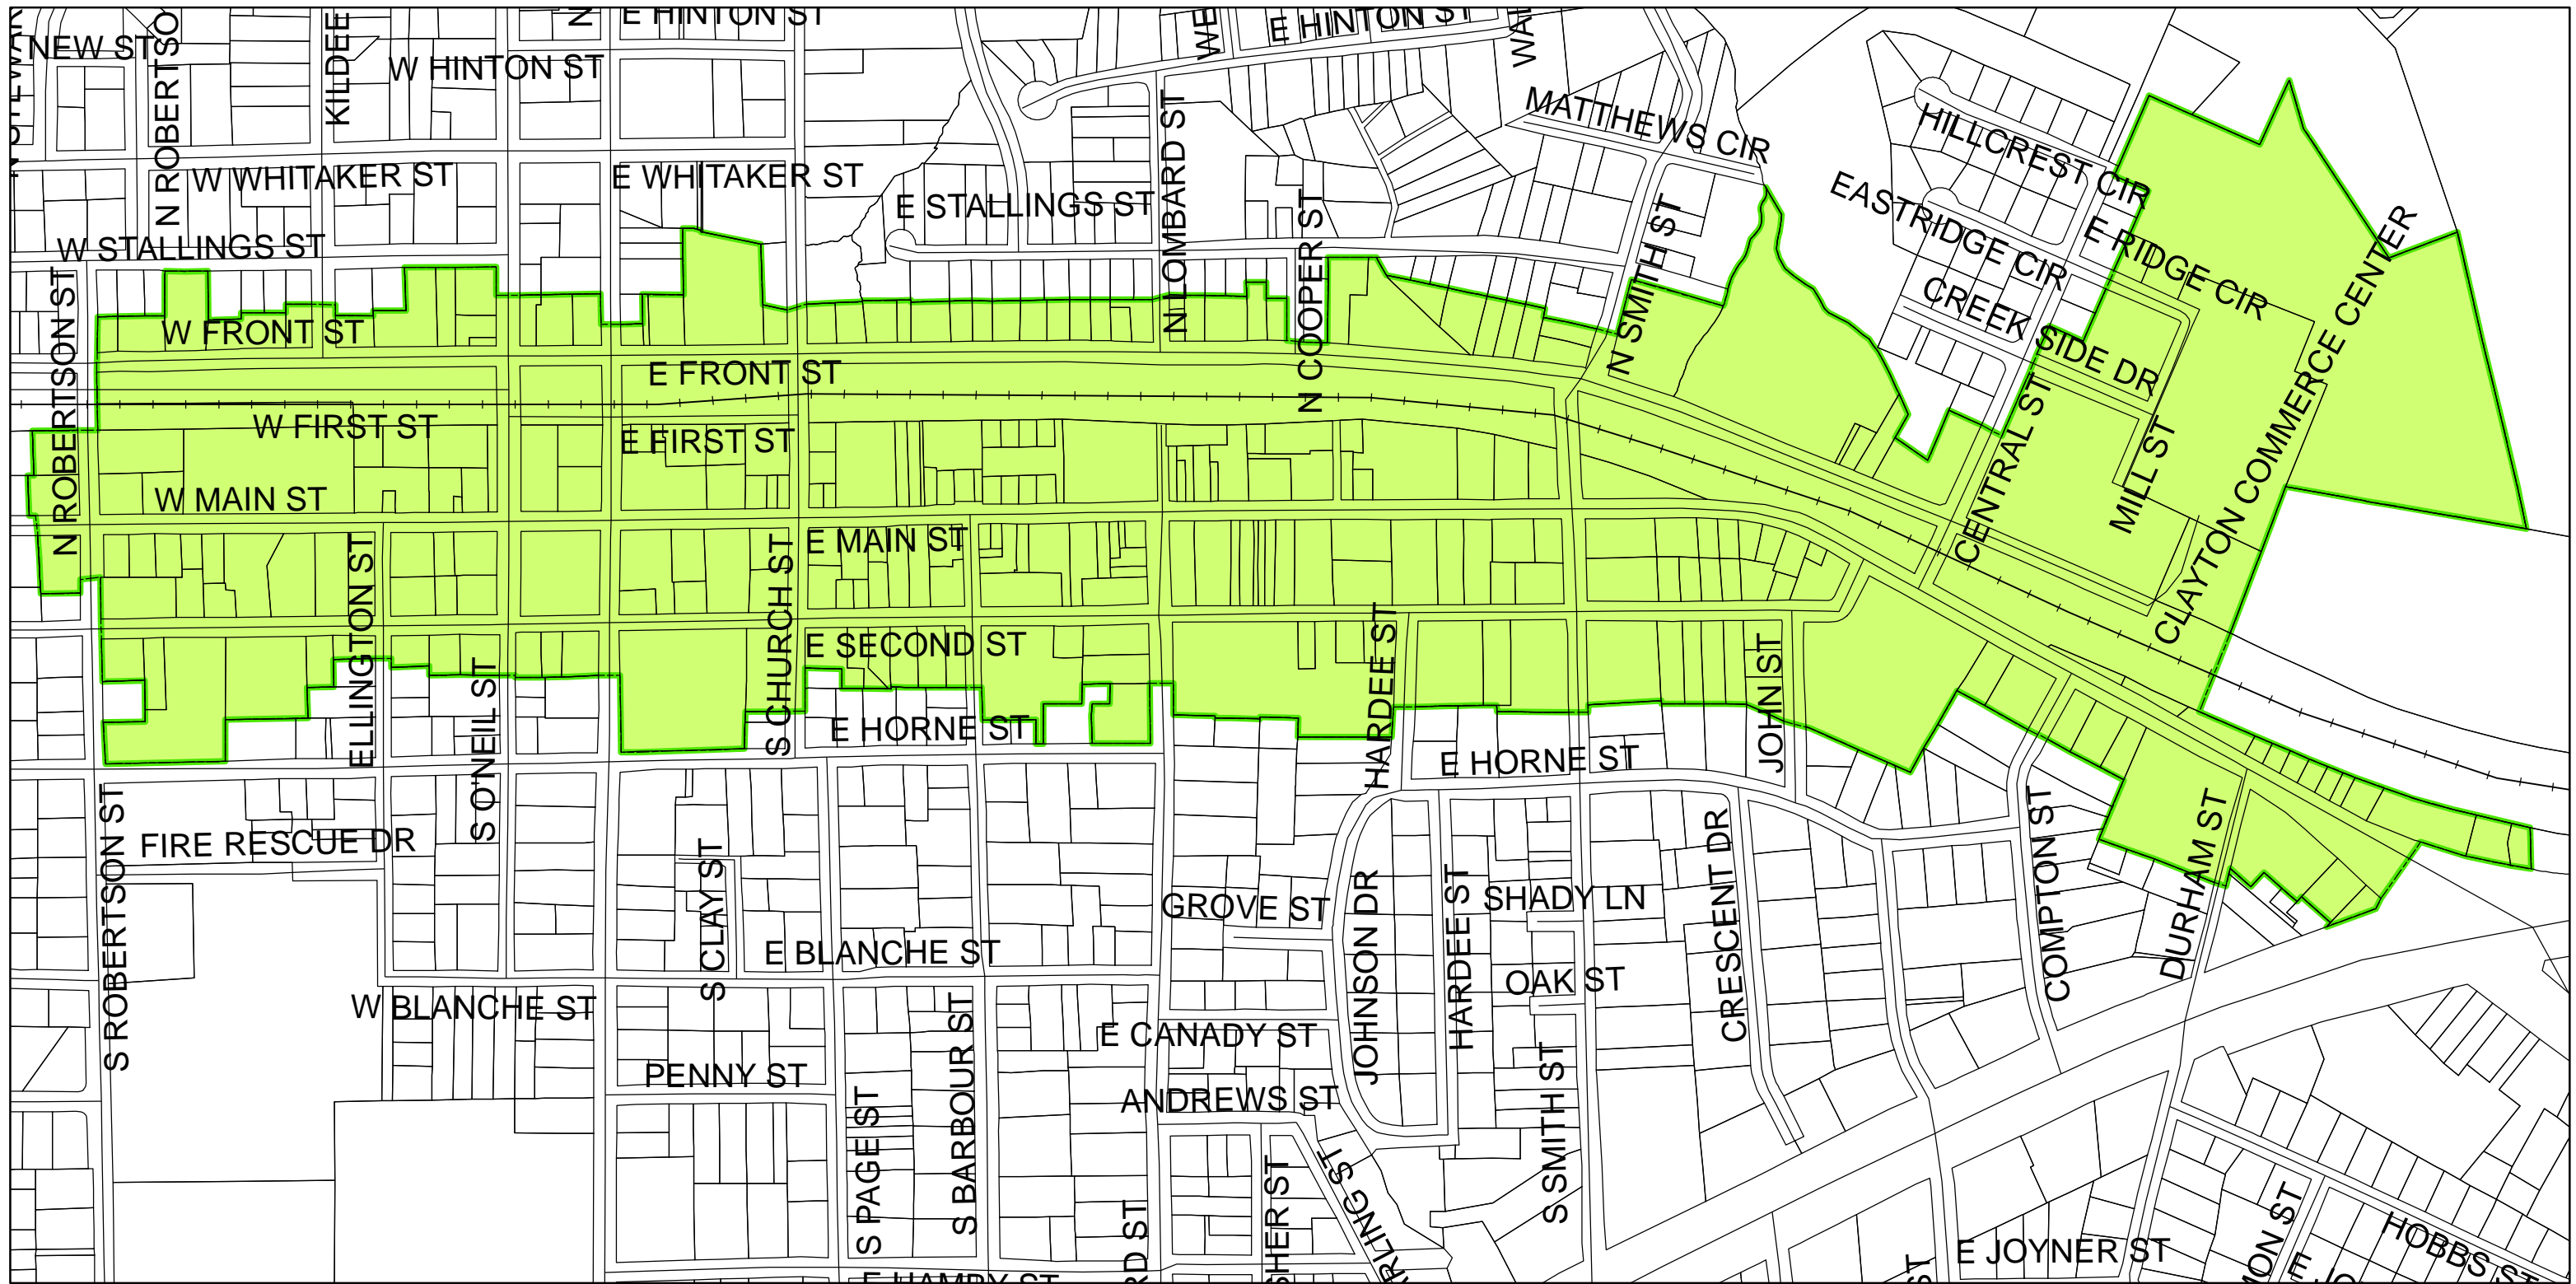 E HINTON ST
E HINTON ST
NEW ST
KILDEE
W HINTON ST
MATTHEWS CIR
HILLCREST CIR
W WHITAKER ST
E WHITAKER ST
E STALLINGS ST
N LOMBARD ST
N COOPER ST
N SMITH ST
EASTRIDGE CIR
E RIDGE CIR
W STALLINGS ST
CREEK SIDE DR
W FRONT ST
N ROBERTSON ST
E FRONT ST
W FIRST ST
E FIRST ST
CENTRAL ST
MILL ST
CLAYTON COMMERCE CENTER
W MAIN ST
E MAIN ST
ELLINGTON ST
S CHURCH ST
E SECOND ST
HARDEE ST
JOHN ST
S O'NEIL ST
E HORNE ST
E HORNE ST
FIRE RESCUE DR
S ROBERTSON ST
S CLAY ST
GROVE ST
JOHNSON DR
HARDEE ST
SHADY LN
CRESCENT DR
COMPTON ST
DURHAM ST
E BLANCHE ST
OAK ST
W BLANCHE ST
E CANADY ST
PENNY ST
ANDREWS ST
S PAGE ST
S BARBOUR ST
S SMITH ST
E JOYNER ST
HOBBS ST